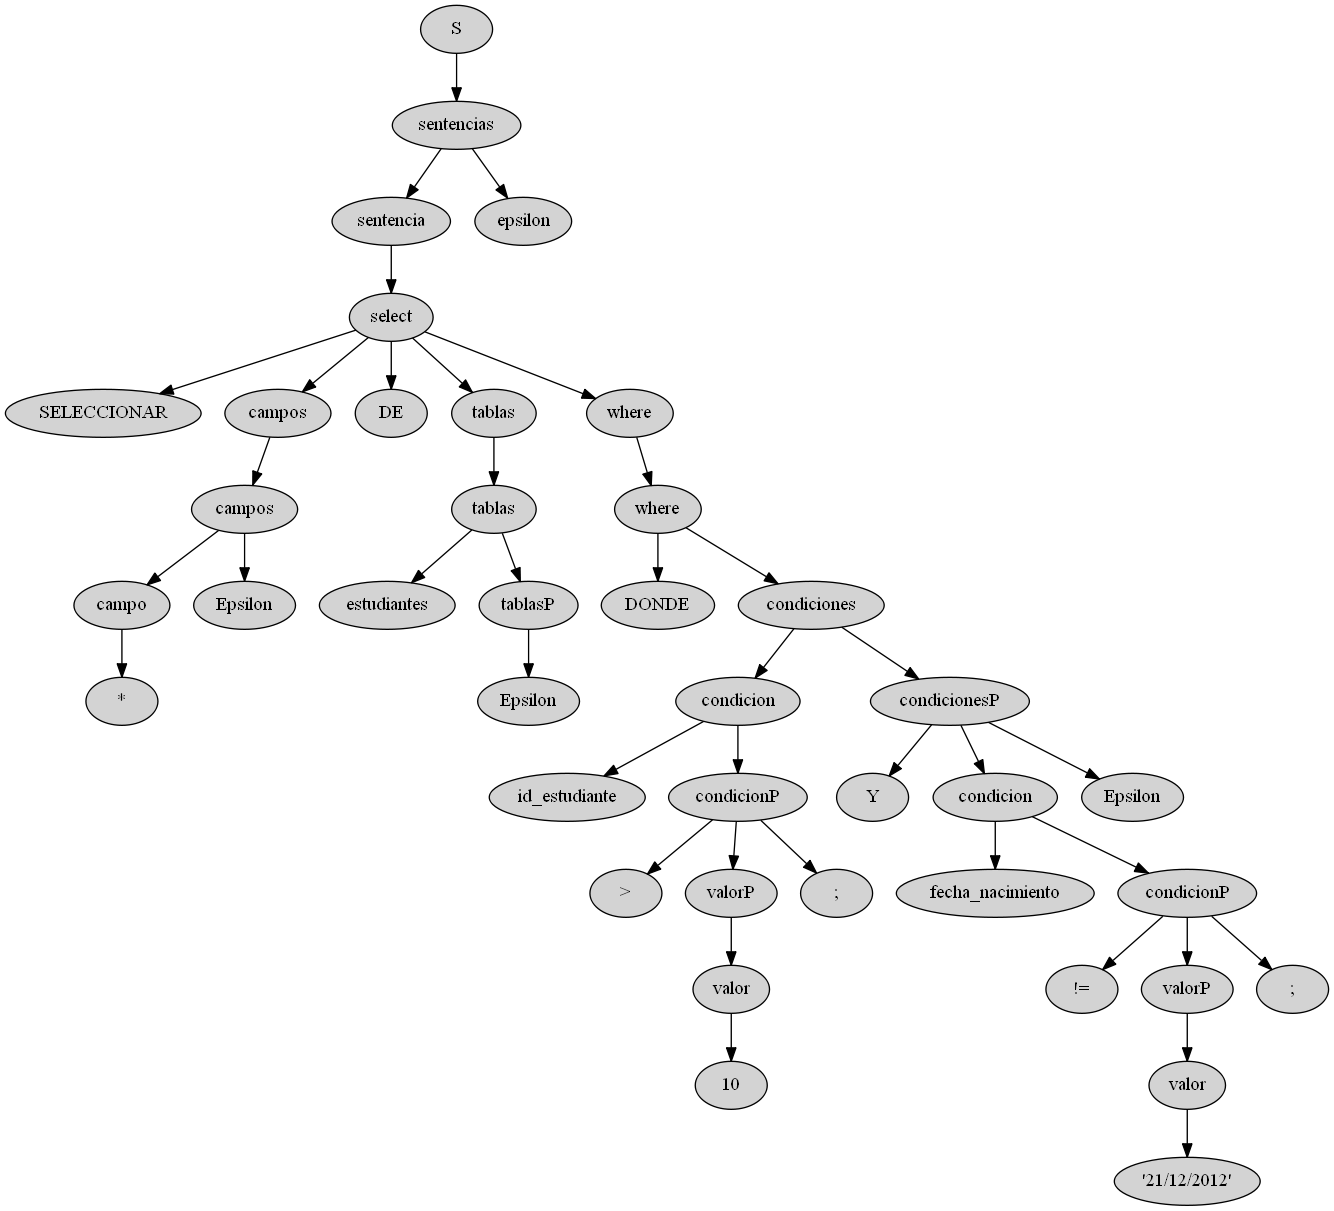 S
sentencias
sentencia epsilon
select
SELECCIONAR campos DE tablas where
campos tablas where
campo Epsilon estudiantes tablasP DONDE condiciones
* Epsilon condicion condicionesP
id_estudiante condicionP Y condicion Epsilon
> valorP ; fecha_nacimiento condicionP
valor != valorP ;
10 valor
'21/12/2012'